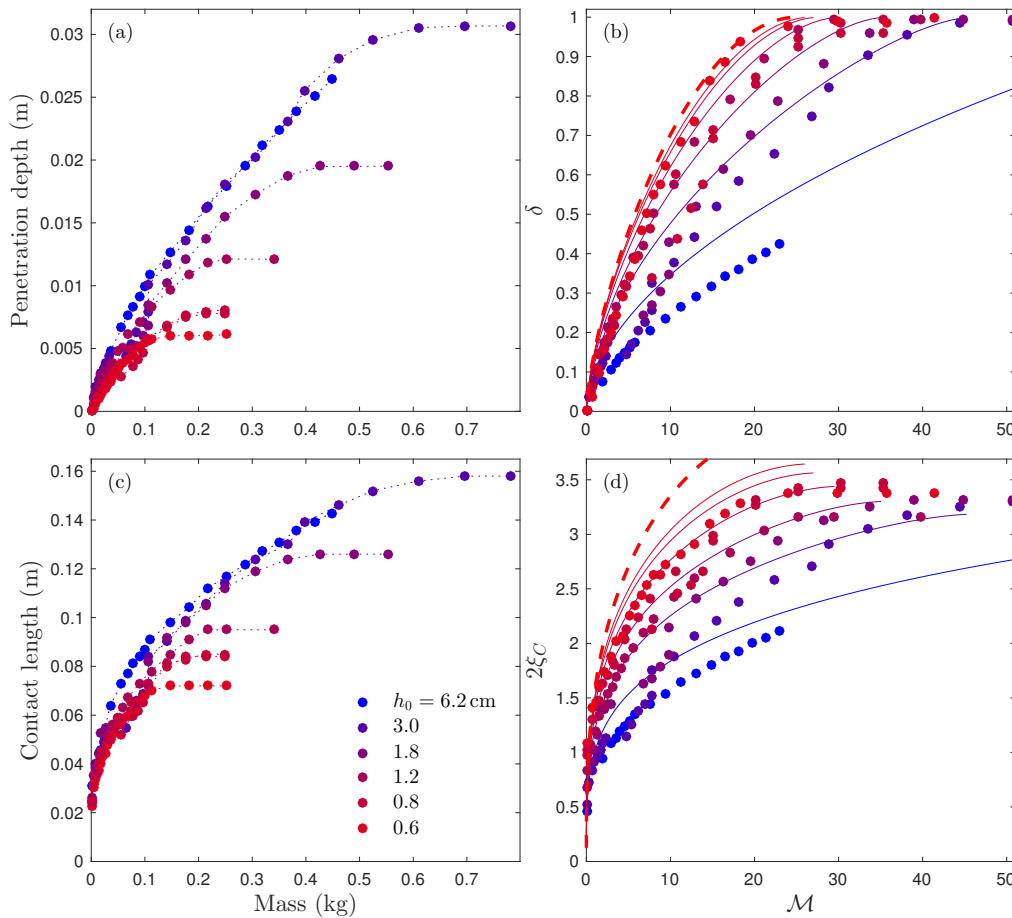 (a)
Penetration depth (m)
0.03
0.025
0.02
0.015
0.01
0.005
0
0 0.1 0.2 0.3 0.4 0.5 0.6 0.7
(b)
δ
1
0.9
0.8
0.7
0.6
0.5
0.4
0.3
0.2
0.1
0
0 10 20 30 40 50
(c)
Contact length (m)
0.16
0.14
0.12
0.1
0.08
0.06
0.04
0.02
0
0 0.1 0.2 0.3 0.4 0.5 0.6 0.7
Mass (kg)
h₀ = 6.2 cm
3.0
1.8
1.2
0.8
0.6
(d)
2ξ_C
3.5
3
2.5
2
1.5
1
0.5
0
0 10 20 30 40 50
ℳ